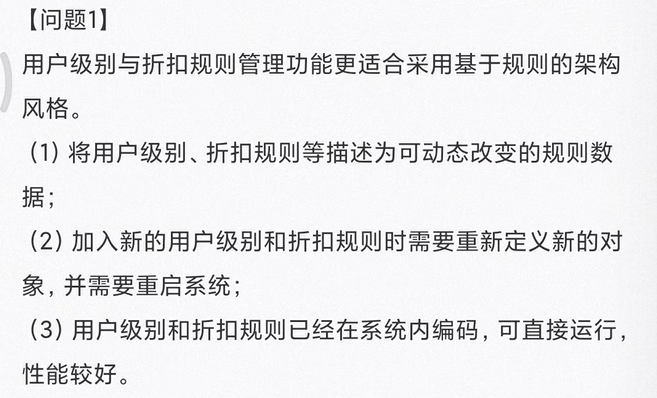 【问题1】
用户级别与折扣规则管理功能更适合采用基于规则的架构
风格。
（1）将用户级别、折扣规则等描述为可动态改变的规则数
据；
（2）加入新的用户级别和折扣规则时需要重新定义新的对
象，并需要重启系统；
（3）用户级别和折扣规则已经在系统内编码，可直接运行，
性能较好。